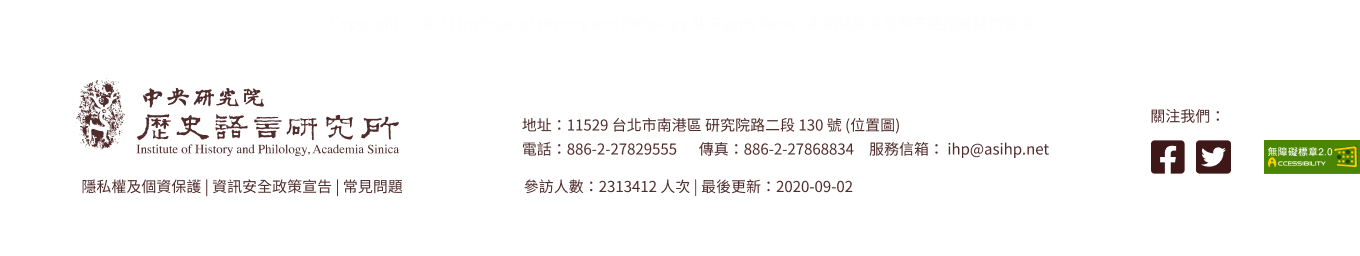 中央研究院
歷史語言研究所
Institute of History and Philology, Academia Sinica
隱私權及個資保護 | 資訊安全政策宣告 | 常見問題
地址：11529 台北市南港區 研究院路二段 130 號 (位置圖)
電話：886-2-27829555 傳真：886-2-27868834 服務信箱： ihp@asihp.net
參訪人數：2313412 人次 | 最後更新：2020-09-02
關注我們：
無障礙標章2.0
ACCESSIBILITY